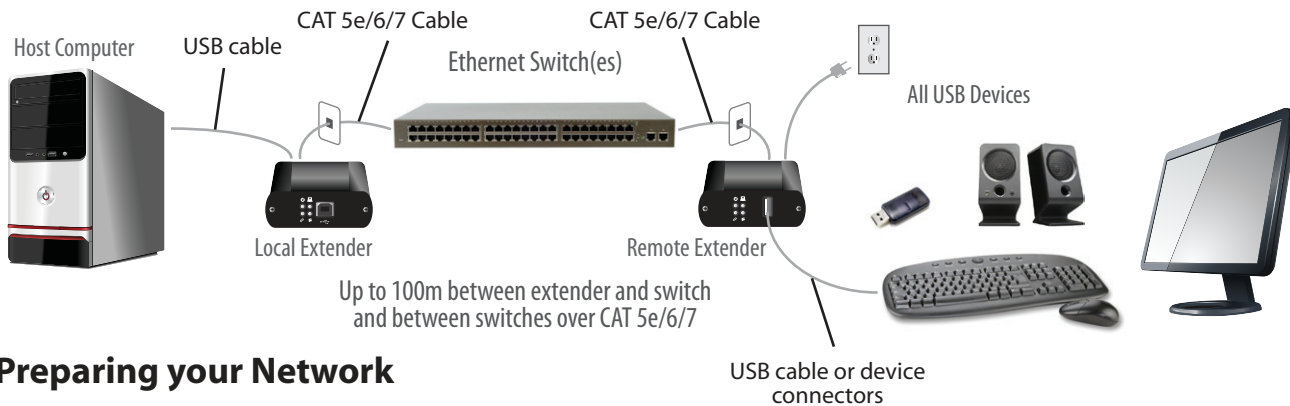 CAT 5e/6/7 Cable
CAT 5e/6/7 Cable
Host Computer
USB cable
Ethernet Switch(es)
All USB Devices
Local Extender
Remote Extender
Up to 100m between extender and switch
and between switches over CAT 5e/6/7
Preparing your Network
USB cable or device
connectors